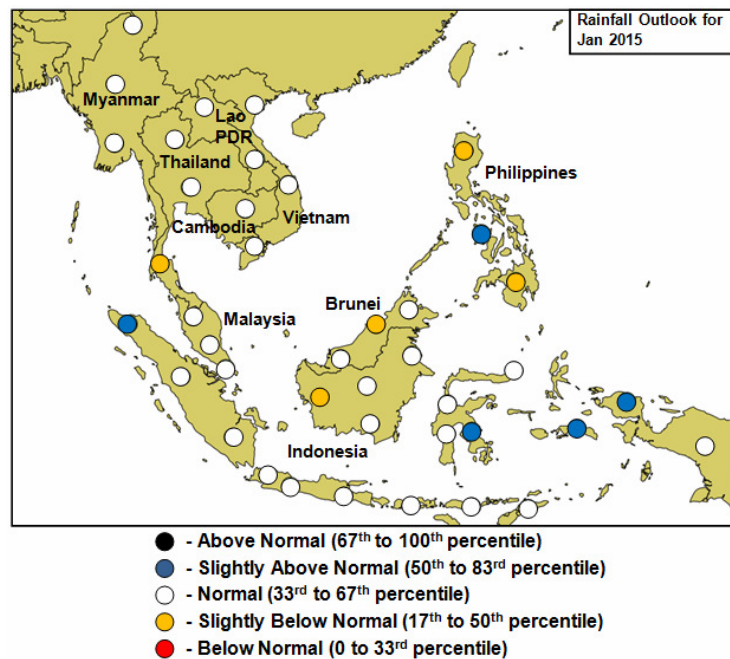 Rainfall Outlook for
Jan 2015
Myanmar
Lao
PDR
Thailand
Philippines
Cambodia
Vietnam
Malaysia
Brunei
Indonesia
- Above Normal (67th to 100th percentile)
- Slightly Above Normal (50th to 83rd percentile)
- Normal (33rd to 67th percentile)
- Slightly Below Normal (17th to 50th percentile)
- Below Normal (0 to 33rd percentile)